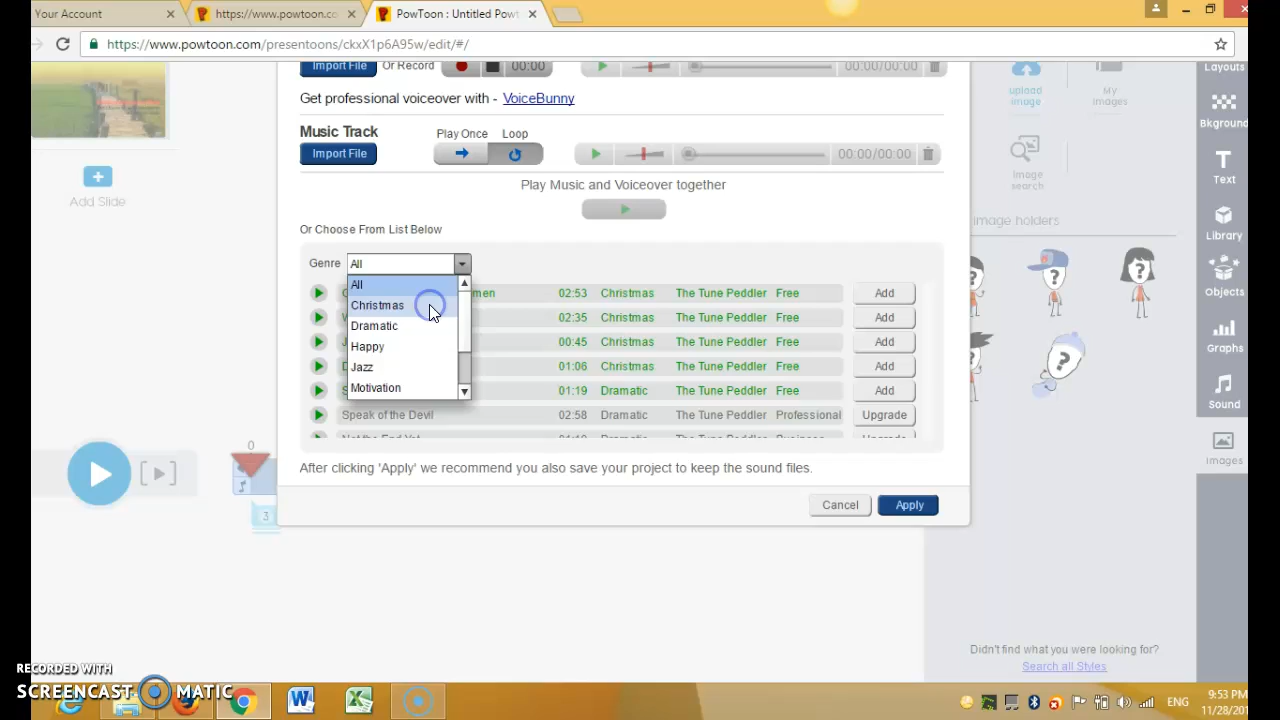 Your Account
https://www.powtoon.c
PowToon : Untitled Powt
https://www.powtoon.com/presentoons/ckxX1p6A95w/edit/#/
Import File Or Record 00:00 00:00/00:00
Get professional voiceover with - VoiceBunny
Music Track Play Once Loop
Import File 00:00/00:00
Play Music and Voiceover together
Or Choose From List Below
Genre All
All
Christmas
Dramatic
Happy
Jazz
Motivation
men 02:53 Christmas The Tune Peddler Free Add
02:35 Christmas The Tune Peddler Free Add
00:45 Christmas The Tune Peddler Free Add
01:06 Christmas The Tune Peddler Free Add
01:19 Dramatic The Tune Peddler Free Add
Speak of the Devil 02:58 Dramatic The Tune Peddler Professional Upgrade
After clicking 'Apply' we recommend you also save your project to keep the sound files.
Cancel Apply
Add Slide
0
3
upload image
My images
Image search
image holders
Layouts
Bkground
Text
Library
Objects
Graphs
Sound
Images
Didn't find what you were looking for?
Search all Styles
RECORDED WITH
SCREENCAST MATIC
ENG
9:53 PM
11/28/20